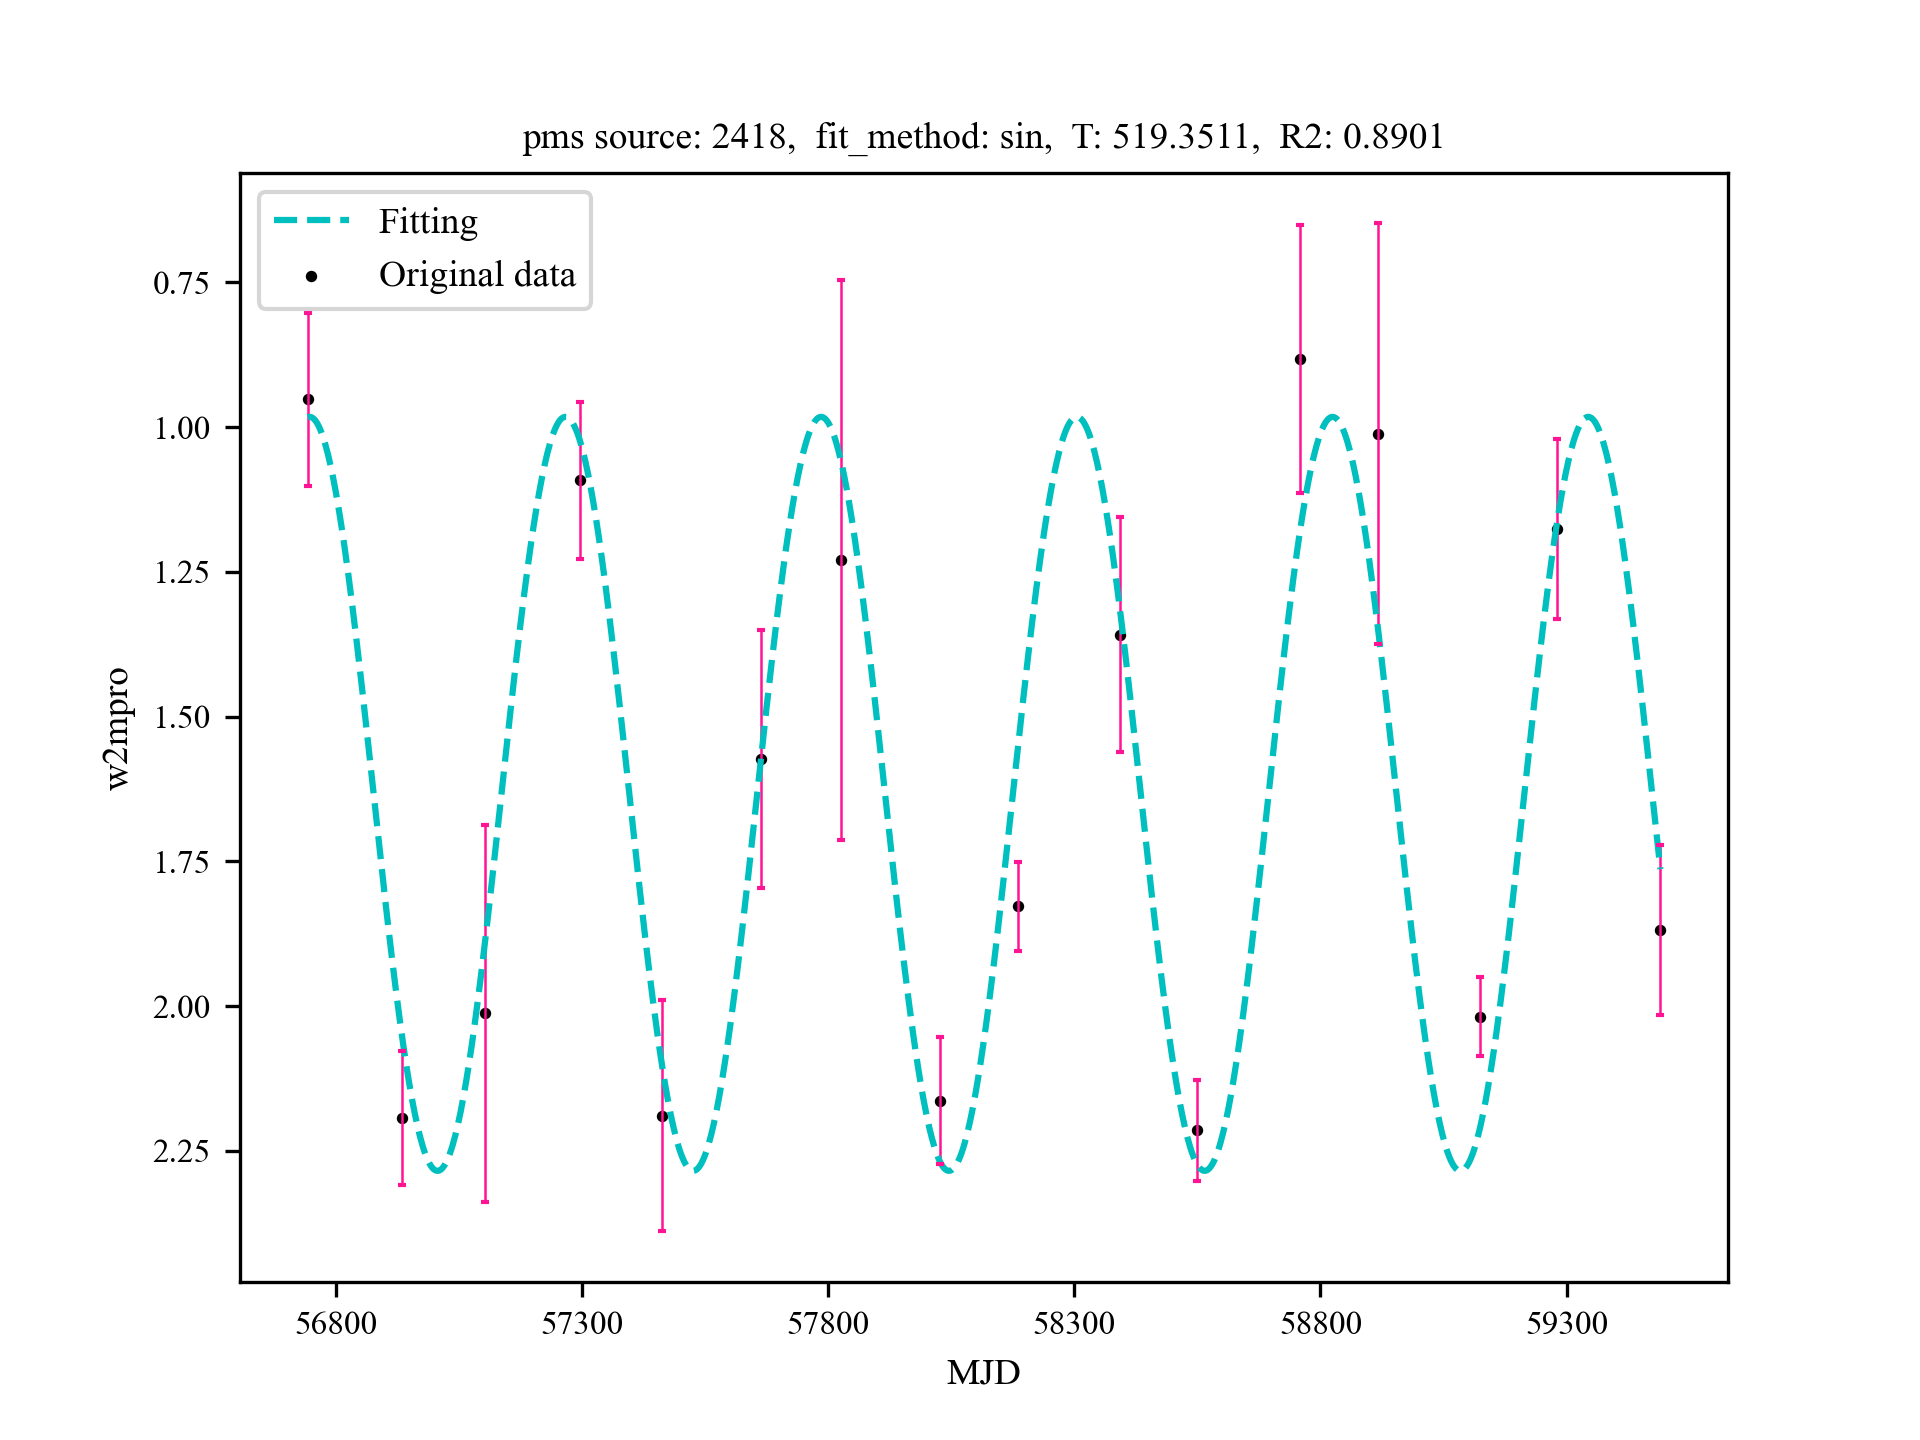 pms source: 2418,  fit_method: sin,  T: 519.3511,  R2: 0.8901
Fitting
Original data
0.75
1.00
1.25
1.50
1.75
2.00
2.25
w2mpro
56800 57300 57800 58300 58800 59300
MJD